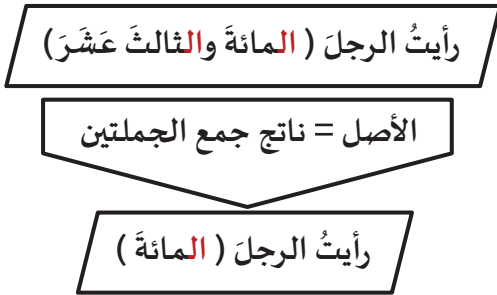 رأيتُ الرجلَ ( المائةَ والثالثَ عَشَرَ)
الأصل = ناتج جمع الجملتين
رأيتُ الرجلَ ( المائةَ )